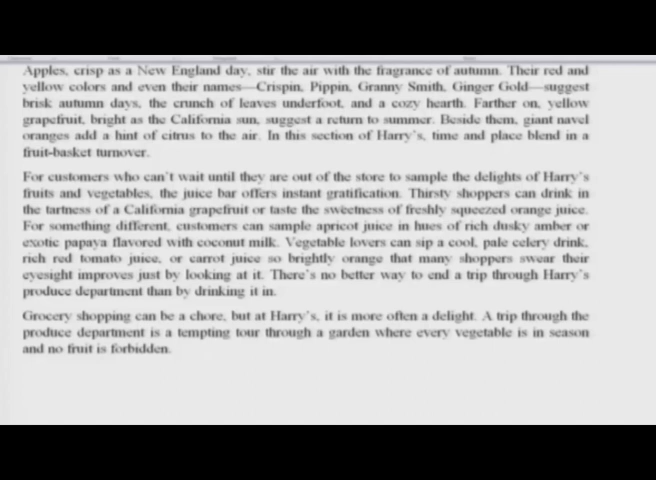 Apples, crisp as a New England day, stir the air with the fragrance of autumn. Their red and
yellow colors and even their names—Crispin, Pippin, Granny Smith, Ginger Gold—suggest
brisk autumn days, the crunch of leaves underfoot, and a cozy hearth. Farther on, yellow
grapefruit, bright as the California sun, suggest a return to summer. Beside them, giant navel
oranges add a hint of citrus to the air. In this section of Harry's, time and place blend in a
fruit-basket turnover.
For customers who can't wait until they are out of the store to sample the delights of Harry's
fruits and vegetables, the juice bar offers instant gratification. Thirsty shoppers can drink in
the tartness of a California grapefruit or taste the sweetness of freshly squeezed orange juice.
For something different, customers can sample apricot juice in hues of rich dusky amber or
exotic papaya flavored with coconut milk. Vegetable lovers can sip a cool, pale celery drink,
rich red tomato juice, or carrot juice so brightly orange that many shoppers swear their
eyesight improves just by looking at it. There's no better way to end a trip through Harry's
produce department than by drinking it in.
Grocery shopping can be a chore, but at Harry's, it is more often a delight. A trip through the
produce department is a tempting tour through a garden where every vegetable is in season
and no fruit is forbidden.